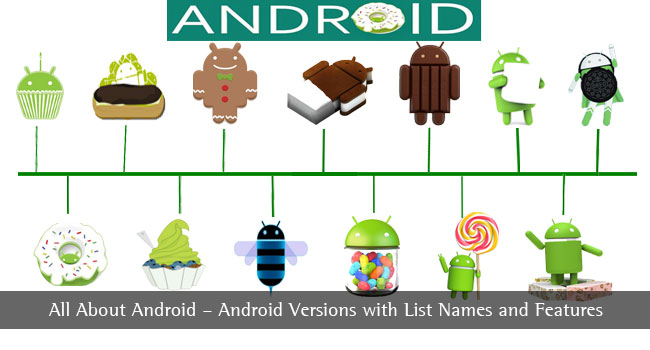 ANDROID
All About Android – Android Versions with List Names and Features